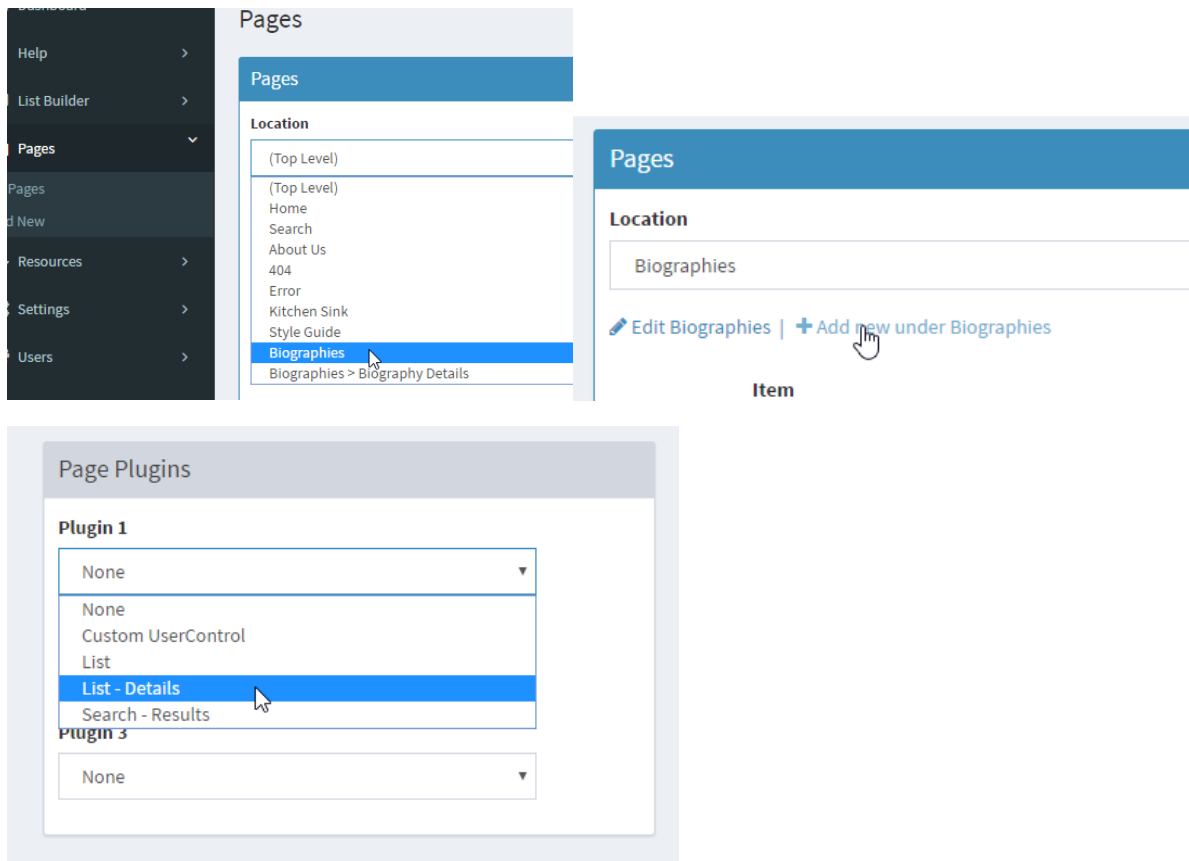 Help
List Builder
Pages
Pages
New
Resources
Settings
Users
Pages
Pages
Location
(Top Level)
(Top Level)
Home
Search
About Us
404
Error
Kitchen Sink
Style Guide
Biographies
Biographies > Biography Details
Pages
Location
Biographies
Edit Biographies | + Add new under Biographies
Item
Page Plugins
Plugin 1
None
None
Custom UserControl
List
List - Details
Search - Results
Plugin 3
None